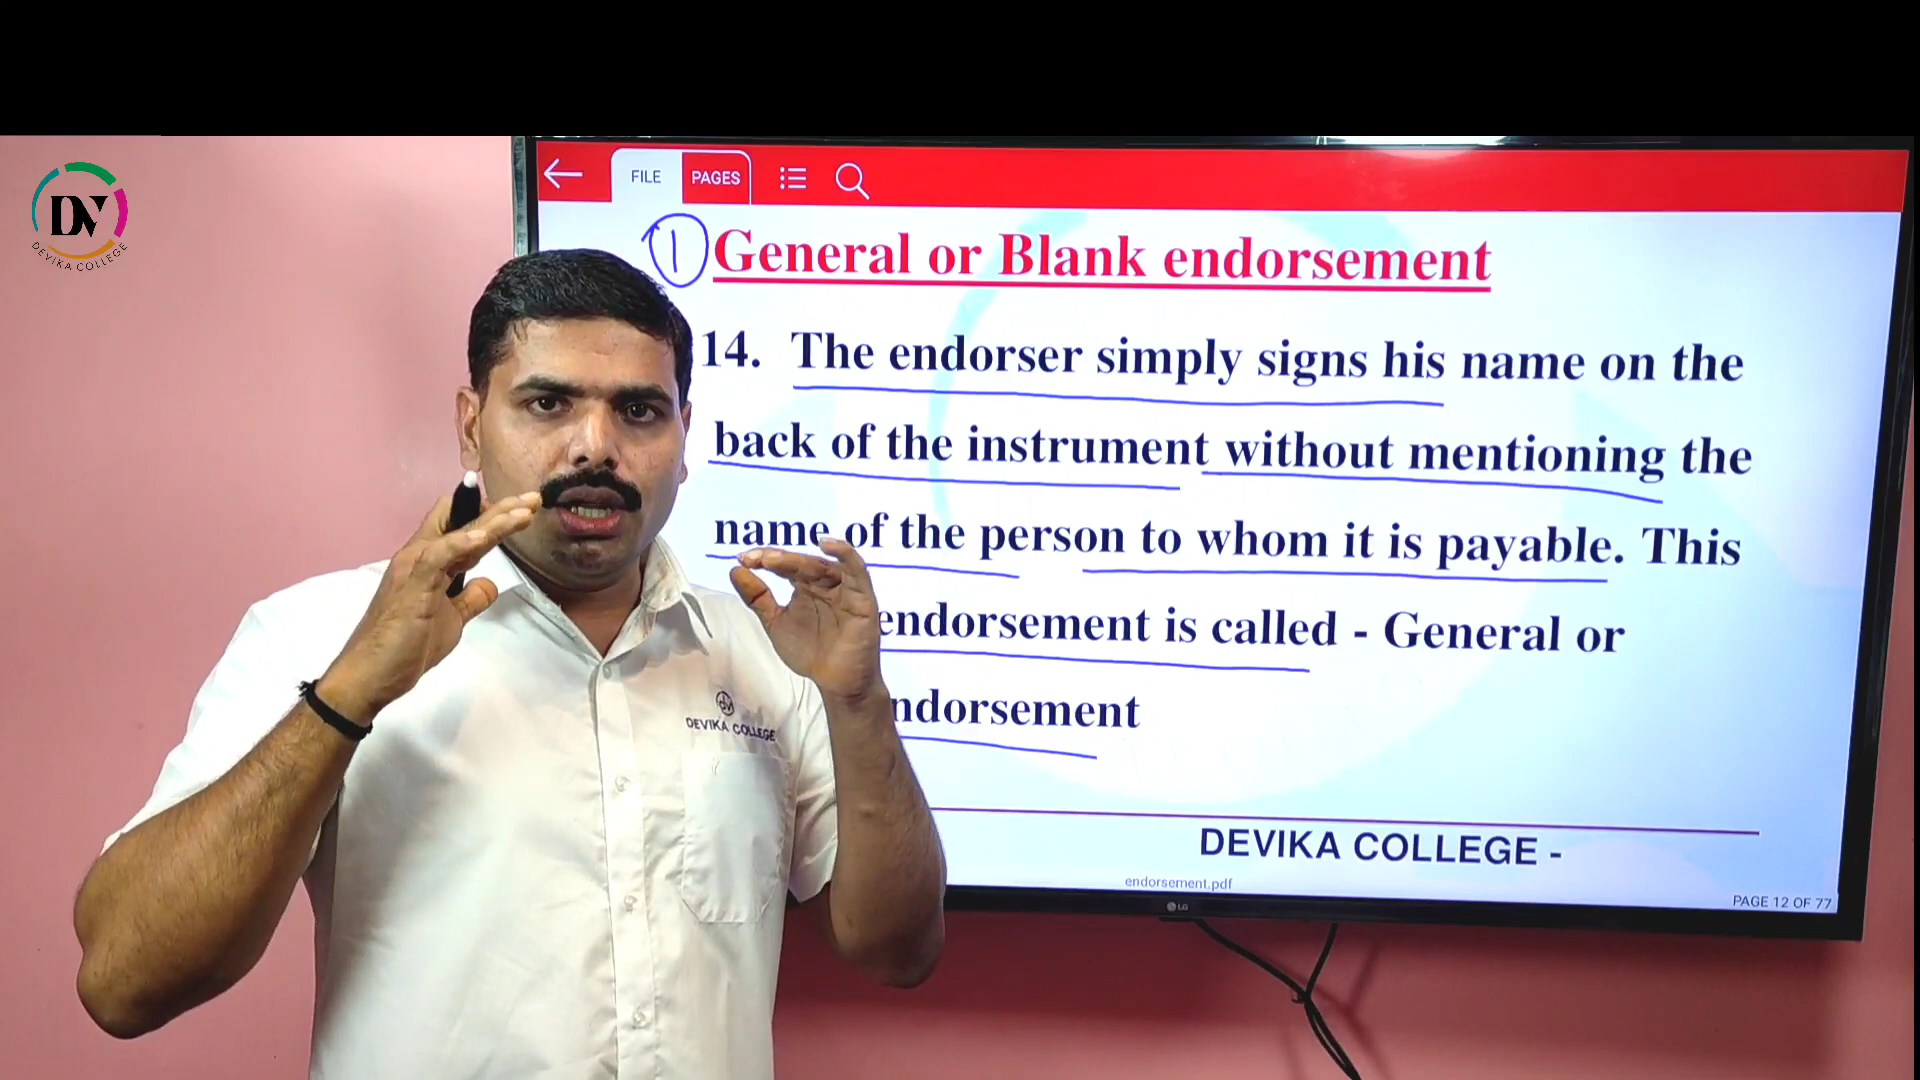 DV
DEVIKA COLLEGE
FILE
PAGES
1
General or Blank endorsement
14. The endorser simply signs his name on the
back of the instrument without mentioning the
name of the person to whom it is payable. This
endorsement is called - General or
ndorsement
DEVIKA COLLEGE -
endorsement.pdf
PAGE 12 OF 77
LG
DEVIKA COLLEGE